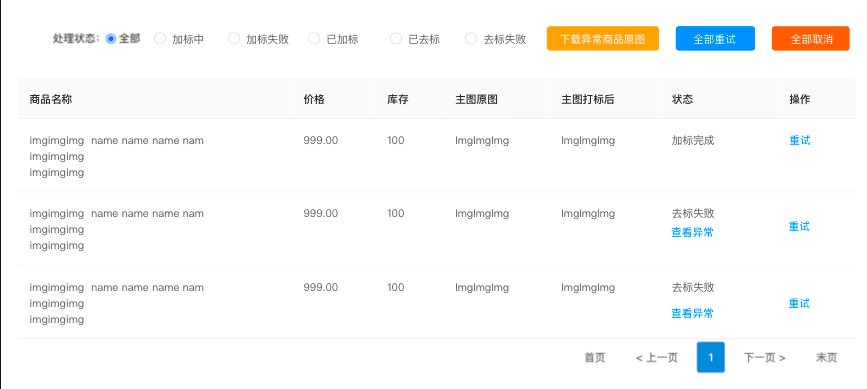 处理状态： 全部 加标中 加标失败 已加标 已去标 去标失败 下载异常商品原图 全部重试 全部取消
商品名称 价格 库存 主图原图 主图打标后 状态 操作
imgimgimg name name name nam 999.00 100 ImgImgImg ImgImgImg 加标完成 重试
imgimgimg
imgimgimg
imgimgimg name name name nam 999.00 100 ImgImgImg ImgImgImg 去标失败
imgimgimg 查看异常 重试
imgimgimg
imgimgimg name name name nam 999.00 100 ImgImgImg ImgImgImg 去标失败
imgimgimg 重试
imgimgimg 查看异常
首页 < 上一页 1 下一页 > 末页